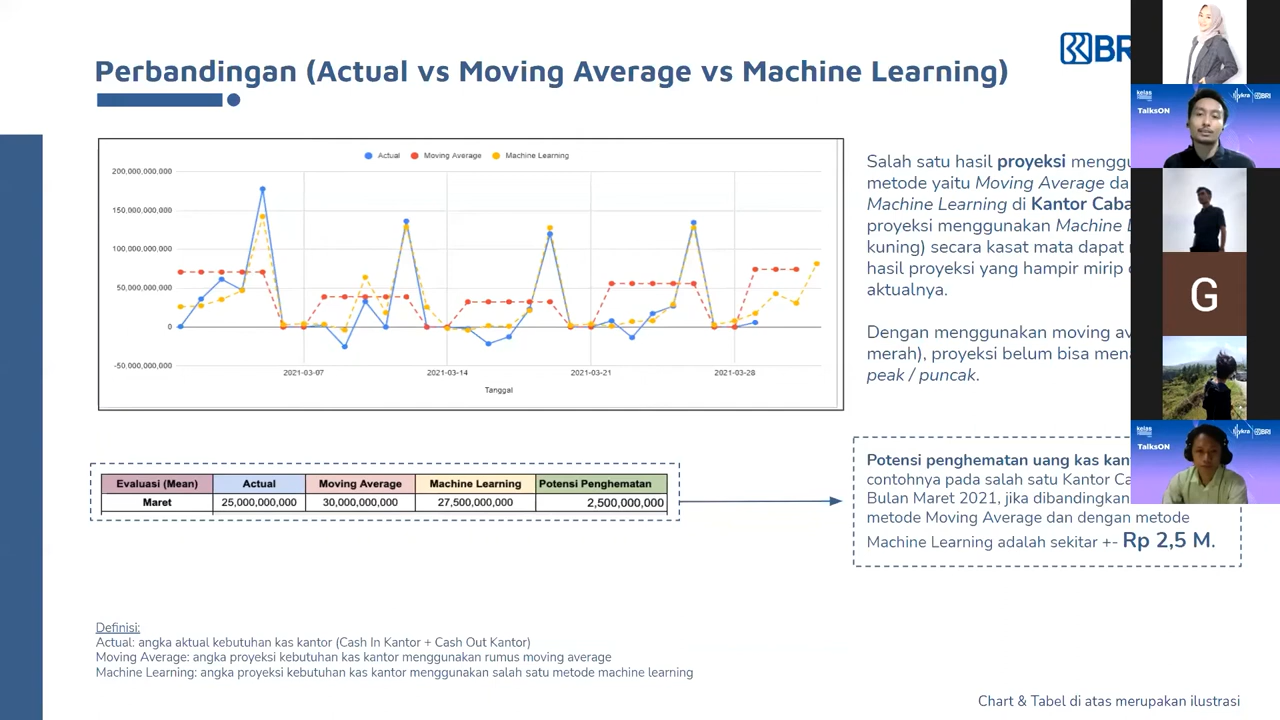 Perbandingan (Actual vs Moving Average vs Machine Learning)
Actual
Moving Average
Machine Learning
200,000,000,000
150,000,000,000
100,000,000,000
50,000,000,000
0
-50,000,000,000
2021-03-07
2021-03-14
2021-03-21
2021-03-28
Tanggal
Salah satu hasil proyeksi
metode yaitu Moving Average
Machine Learning di Kantor
proyeksi menggunakan Machine
kuning) secara kasat mata dapat
hasil proyeksi yang hampir mirip
aktualnya.
Dengan menggunakan moving
merah), proyeksi belum bisa
peak / puncak.
Evaluasi (Mean) Actual Moving Average Machine Learning Potensi Penghematan
Maret 25,000,000,000 30,000,000,000 27,500,000,000 2,500,000,000
Potensi penghematan uang kas
contohnya pada salah satu Kantor
Bulan Maret 2021, jika dibandingkan
metode Moving Average dan dengan metode
Machine Learning adalah sekitar +- Rp 2,5 M.
Definisi:
Actual: angka aktual kebutuhan kas kantor (Cash In Kantor + Cash Out Kantor)
Moving Average: angka proyeksi kebutuhan kas kantor menggunakan rumus moving average
Machine Learning: angka proyeksi kebutuhan kas kantor menggunakan salah satu metode machine learning
Chart & Tabel di atas merupakan ilustrasi
kelas
BRI
TalksON
G
kelas
BRI
TalksON